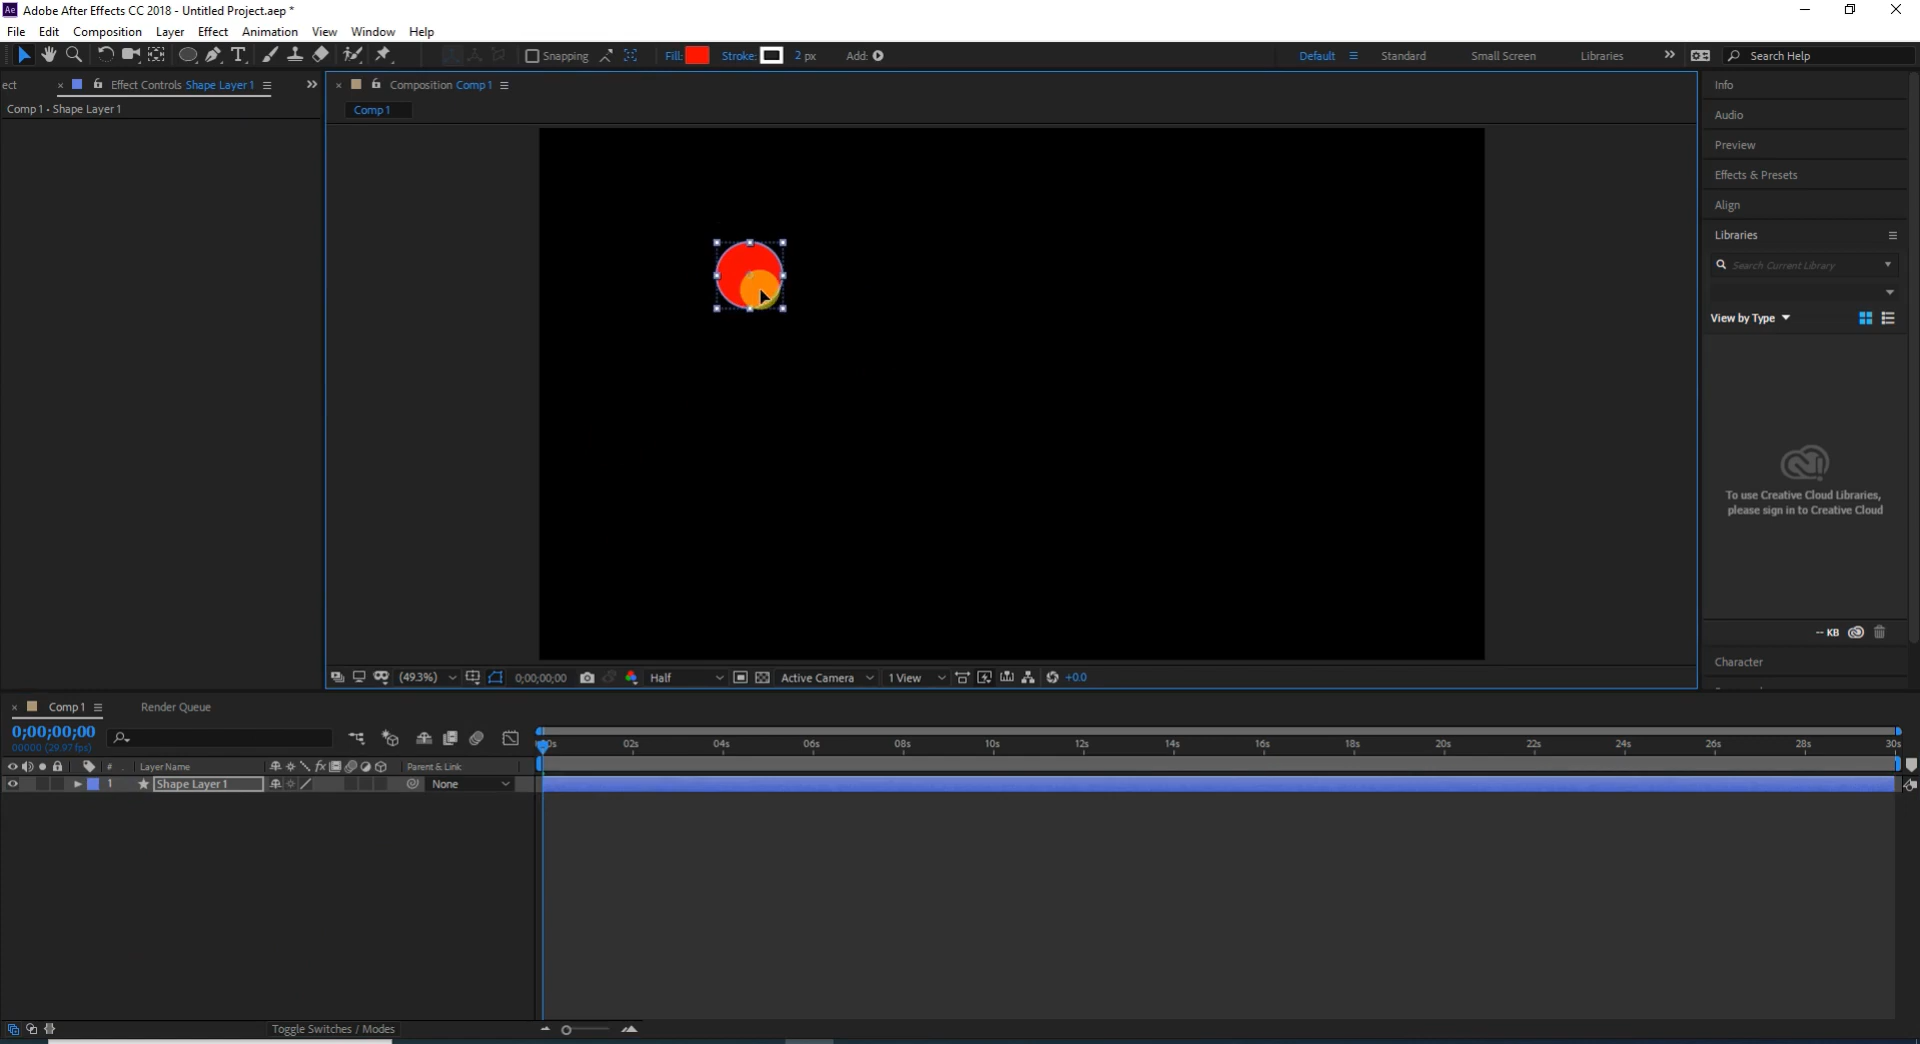 Ae Adobe After Effects CC 2018 - Untitled Project.aep *
File Edit Composition Layer Effect Animation View Window Help
Snapping Fill: Stroke: 2 px Add: Default Standard Small Screen Libraries Search Help
ect Effect Controls Shape Layer 1
Composition Comp 1
Info
Comp 1 • Shape Layer 1
Comp 1
Audio
Preview
Effects & Presets
Align
Libraries
Search Current Library
View by Type
To use Creative Cloud Libraries,
please sign in to Creative Cloud
-- KB
Character
(49.3%) 0;00;00;00 Half Active Camera 1 View +0.0
Comp 1 Render Queue
0;00;00;00
00000 (29.97 fps)
02s 04s 06s 08s 10s 12s 14s 16s 18s 20s 22s 24s 26s 28s 30s
# Layer Name fx Parent & Link
1 Shape Layer 1 None
Toggle Switches / Modes